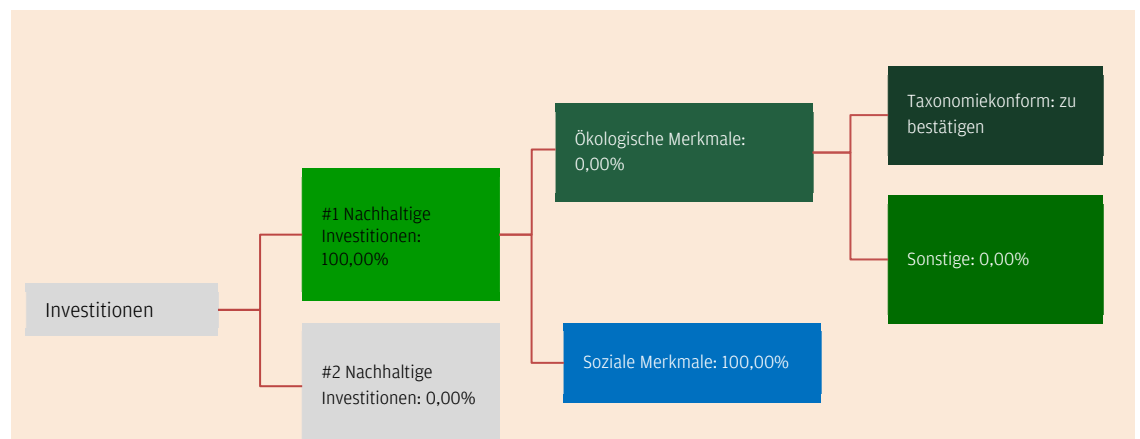 Investitionen
#1 Nachhaltige
Investitionen:
100,00%
#2 Nachhaltige
Investitionen: 0,00%
Ökologische Merkmale:
0,00%
Soziale Merkmale: 100,00%
Taxonomiekonform: zu
bestätigen
Sonstige: 0,00%